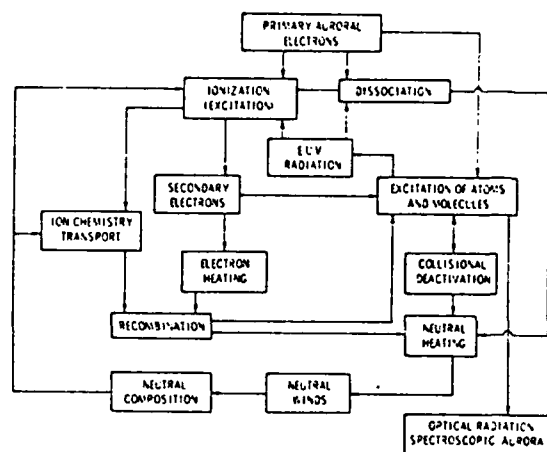 PRIMARY AURORAL
ELECTRONS
IONIZATION
(EXCITATION)
DISSOCIATION
E.U.V.
RADIATION
SECONDARY
ELECTRONS
EXCITATION OF ATOMS
AND MOLECULES
ION CHEMISTRY
TRANSPORT
ELECTRON
HEATING
COLLISIONAL
DEACTIVATION
RECOMBINATION
NEUTRAL
HEATING
NEUTRAL
COMPOSITION
NEUTRAL
WINDS
OPTICAL RADIATION
SPECTROSCOPIC AURORA